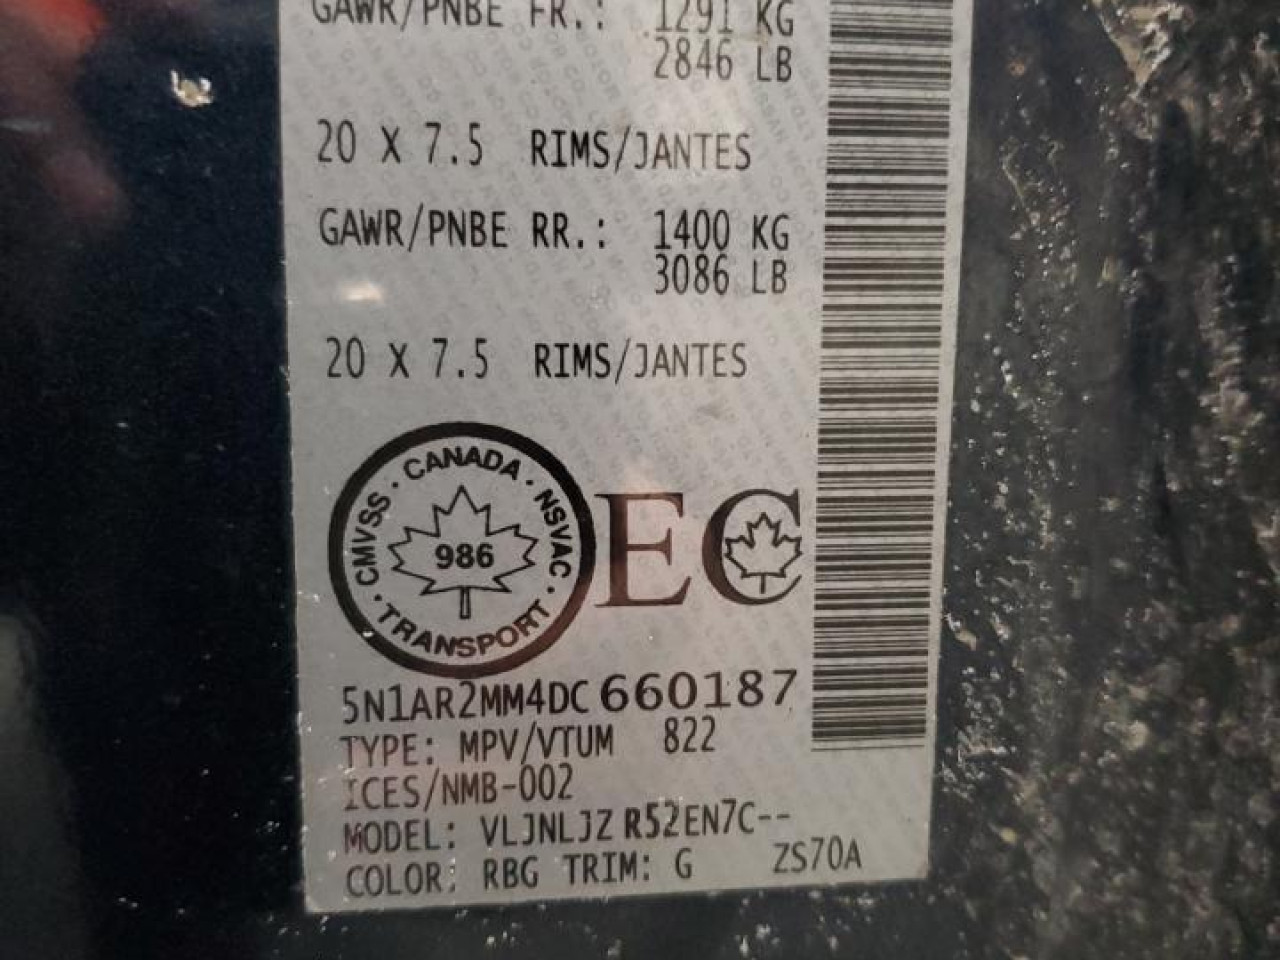 GAWR/PNBE FR.: 1291 KG
2846 LB
20 X 7.5 RIMS/JANTES
GAWR/PNBE RR.: 1400 KG
3086 LB
20 X 7.5 RIMS/JANTES
CMVSS · CANADA · NSVAC · TRANSPORT ·
986
EC
5N1AR2MM4DC660187
TYPE: MPV/VTUM 822
ICES/NMB-002
MODEL: VLJNLJZ R52EN7C--
COLOR: RBG TRIM: G ZS70A